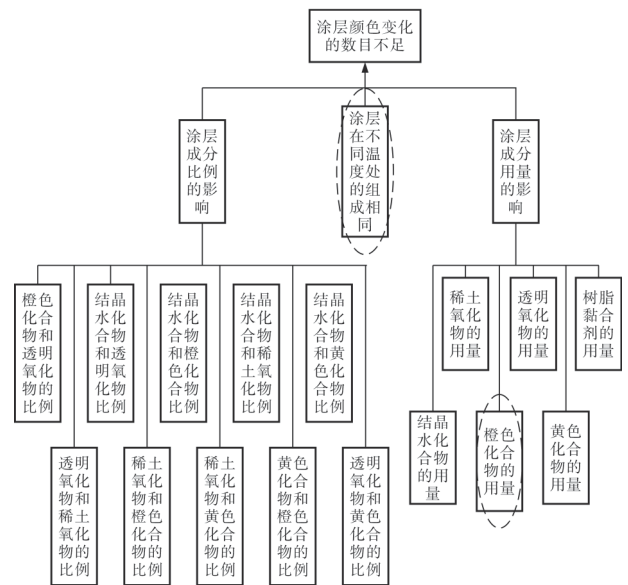 涂层颜色变化
的数目不足
涂层
成分
比例
的影
响
涂层
在不
同温
度处
的组
成相
同
涂层
成分
用量
的影
响
橙色
化合
物和
透明
氧化
物的
比例
结晶
水化
合物
和透
明氧
化物
比例
结晶
水化
合物
和橙
色化
合物
比例
结晶
水化
合物
和稀
土氧
化物
比例
结晶
水化
合物
和黄
色化
合物
比例
稀土
氧化
物的
用量
透明
氧化
物的
用量
树脂
黏合
剂的
用量
结晶
水化
合物
的用
量
橙色
化合
物的
用量
黄色
化合
物的
用量
透明
氧化
物和
稀土
氧化
物的
比例
稀土
氧化
物和
橙色
化合
物的
比例
稀土
氧化
物和
黄色
化合
物的
比例
黄色
化合
物和
橙色
化合
物的
比例
透明
氧化
物和
黄色
化合
物的
比例